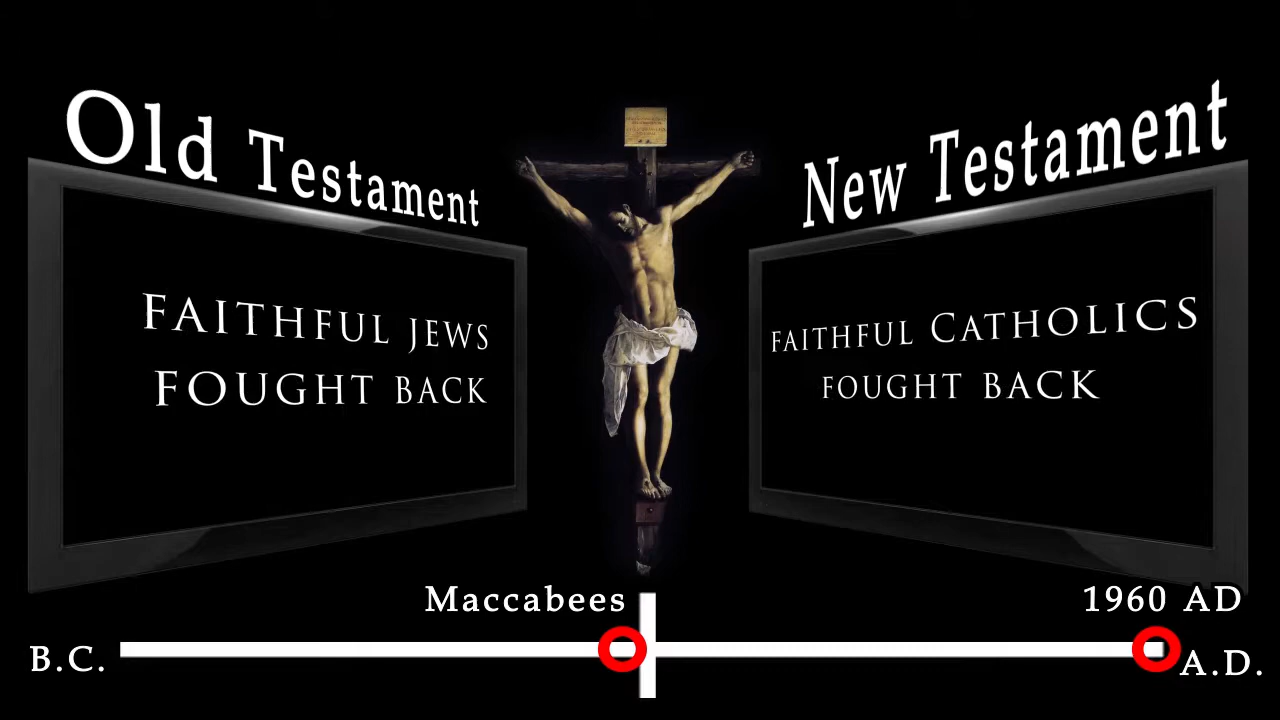 Old Testament
New Testament
FAITHFUL JEWS
FOUGHT BACK
FAITHFUL CATHOLICS
FOUGHT BACK
Maccabees
1960 AD
B.C.
A.D.